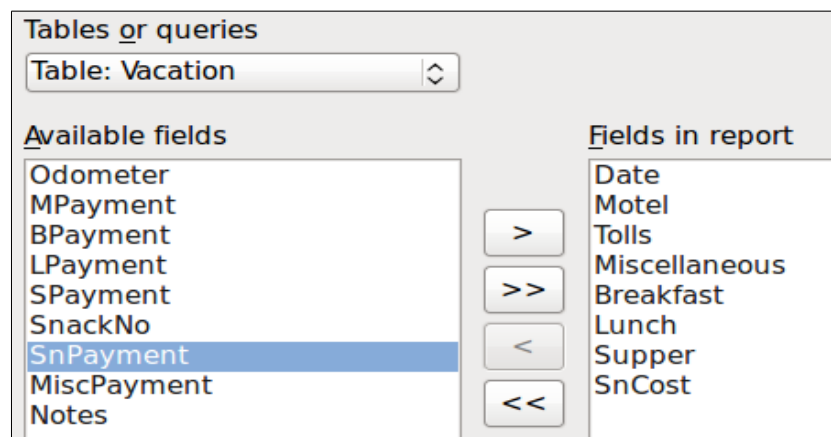 Tables or queries
Table: Vacation
Available fields
Odometer
MPayment
BPayment
LPayment
SPayment
SnackNo
SnPayment
MiscPayment
Notes
>
>>
<
<<
Fields in report
Date
Motel
Tolls
Miscellaneous
Breakfast
Lunch
Supper
SnCost